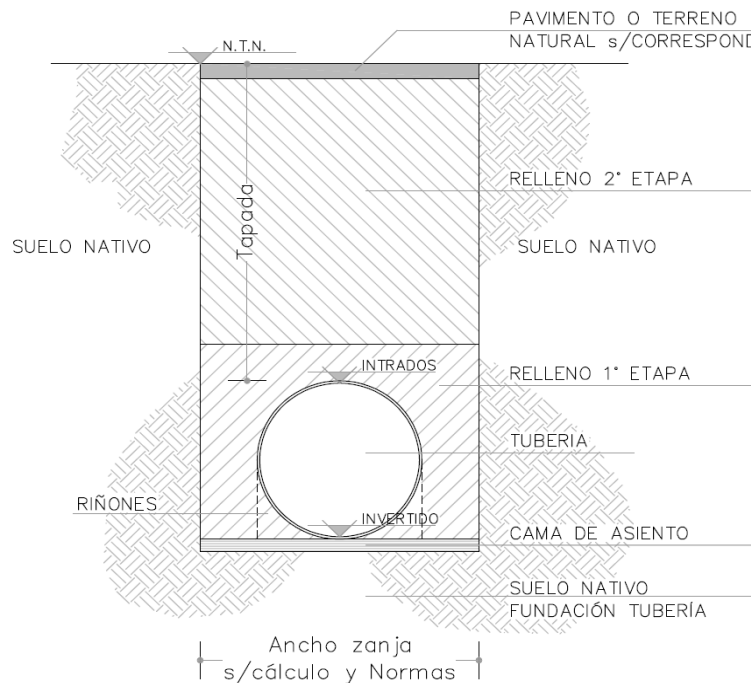 PAVIMENTO O TERRENO
NATURAL s/CORRESPOND
N.T.N.
Tapada
RELLENO 2° ETAPA
SUELO NATIVO
SUELO NATIVO
INTRADOS
RELLENO 1° ETAPA
TUBERIA
RIÑONES
INVERTIDO
CAMA DE ASIENTO
SUELO NATIVO
FUNDACIÓN TUBERÍA
Ancho zanja
s/cálculo y Normas